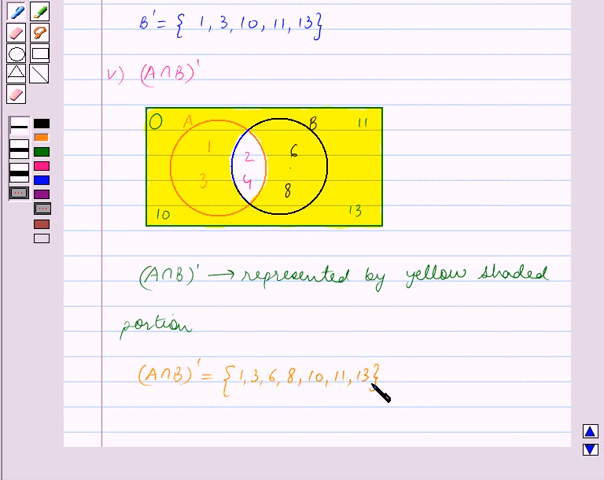 B' = { 1, 3, 10, 11, 13}
v) (A∩B)'
O A B 11
1 2 6
3 4 8
10 13
(A∩B)' → represented by yellow shaded
portion
(A∩B)' = {1, 3, 6, 8, 10, 11, 13}